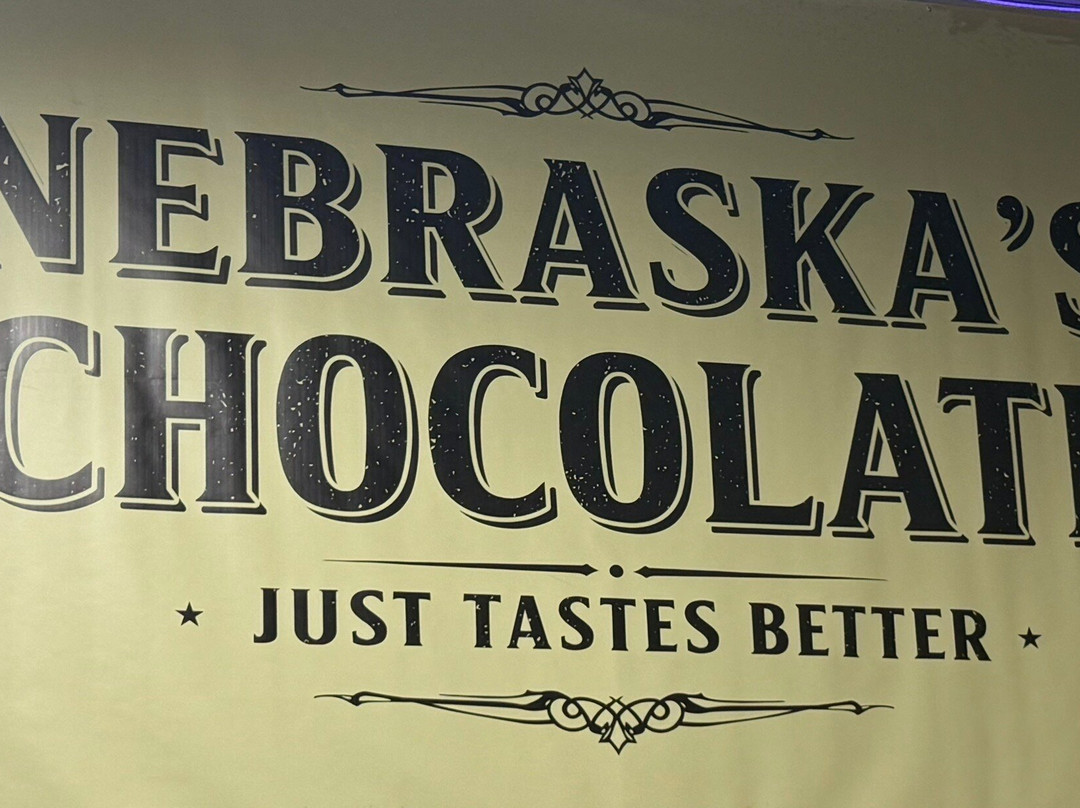 NEBRASKA'S
CHOCOLATE
★ JUST TASTES BETTER ★